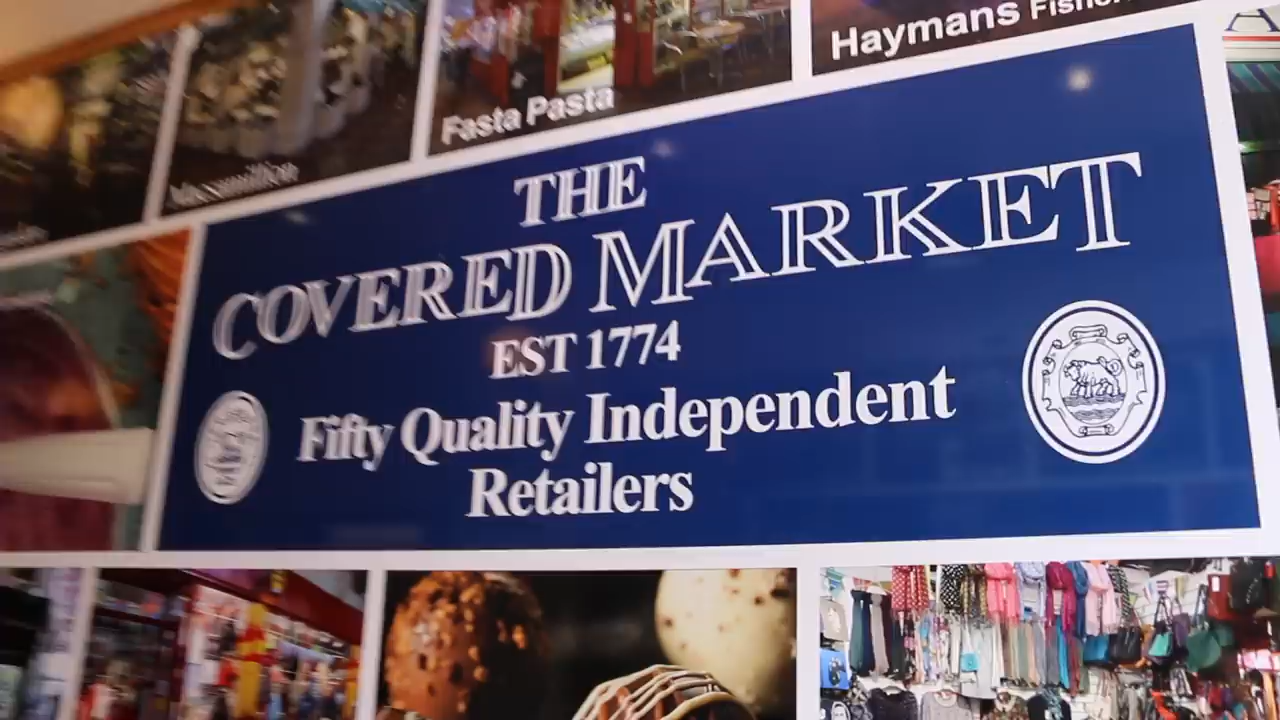 Haymans
Fasta Pasta
THE
COVERED MARKET
EST 1774
Fifty Quality Independent
Retailers